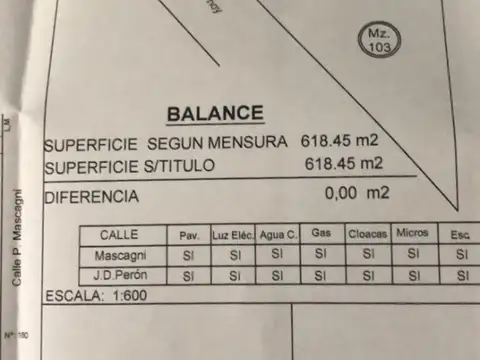 Mz.
103
BALANCE
SUPERFICIE SEGUN MENSURA 618.45 m2
SUPERFICIE S/TITULO 618.45 m2
DIFERENCIA 0,00 m2
CALLE Pav. Luz Eléc. Agua C. Gas Cloacas Micros Esc.
Mascagni SI SI SI SI SI SI SI
J.D.Perón SI SI SI SI SI SI SI
ESCALA: 1:600
LM
Calle P. Mascagni